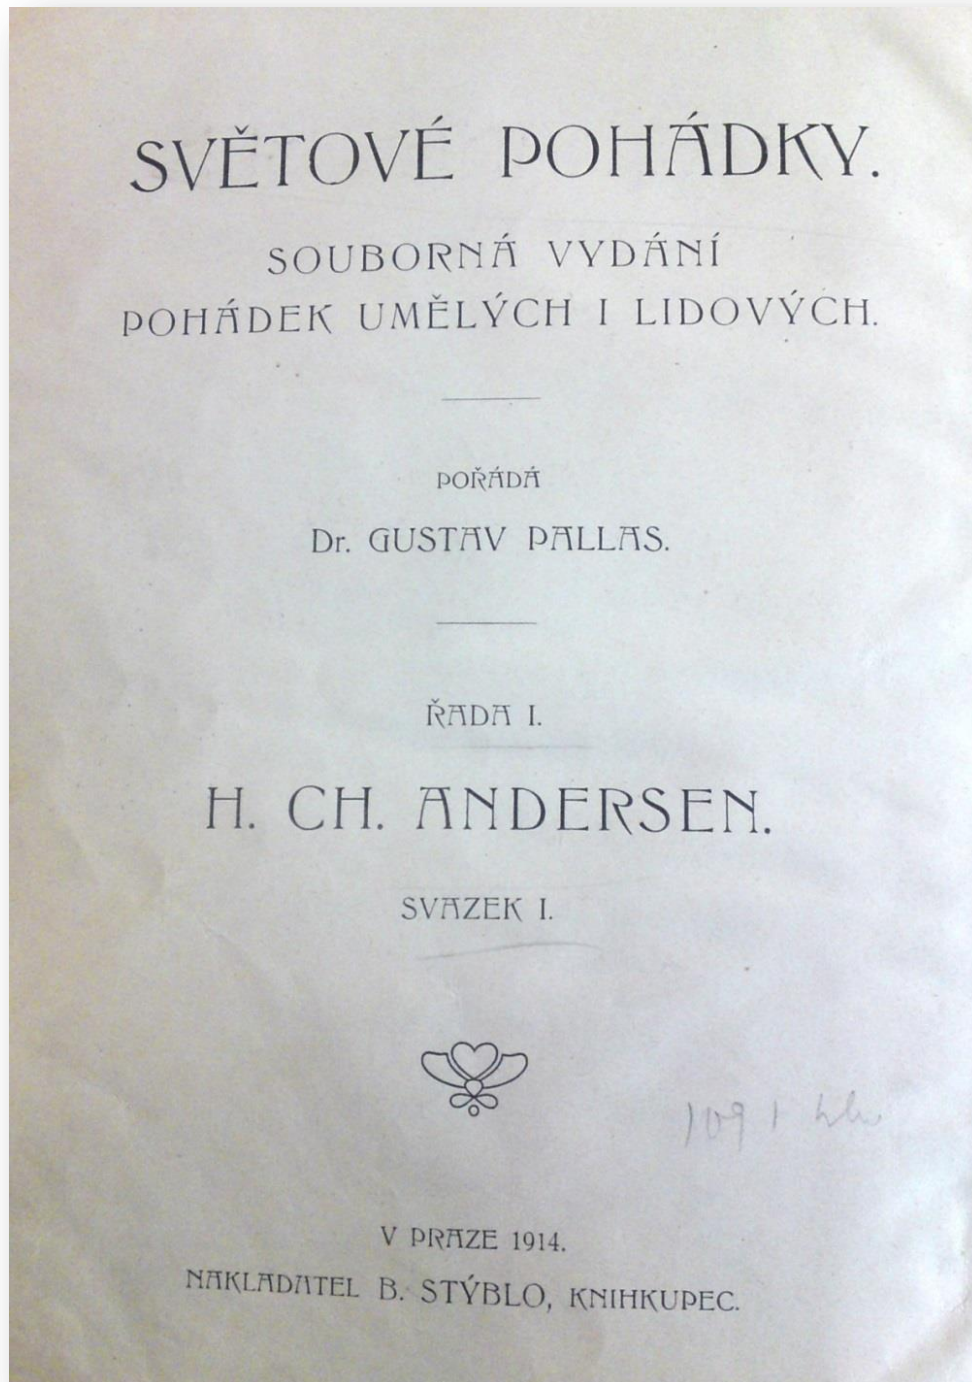 SVĚTOVÉ POHÁDKY.
SOUBORNÁ VYDÁNÍ
POHÁDEK UMĚLÝCH I LIDOVÝCH.
POŘÁDÁ
Dr. GUSTAV PALLAS.
ŘADA I.
H. CH. ANDERSEN.
SVAZEK I.
V PRAZE 1914.
NAKLADATEL B. STÝBLO, KNIHKUPEC.